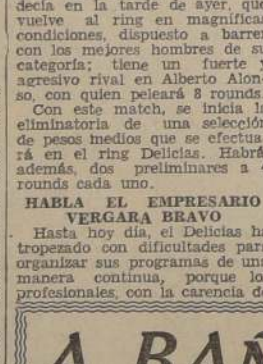 decía en la tarde de ayer, que
vuelve al ring en magníficas
condiciones, dispuesto a barrer
con los mejores hombres de su
categoría; tiene un fuerte y
agresivo rival en Alberto Alon-
so, con quien peleará 8 rounds.
Con este match, se inicia l
eliminatoria de una selección
de pesos medios que se efectua-
rá en el ring Delicias. Habrá
además, dos preliminares a 4
rounds cada uno.
HABLA EL EMPRESARIO
VERGARA BRAVO
Hasta hoy día, el Delicias ha
tropezado con dificultades para
organizar sus programas de una
manera continua, porque lo
profesionales, con la carencia de
A BAÑ